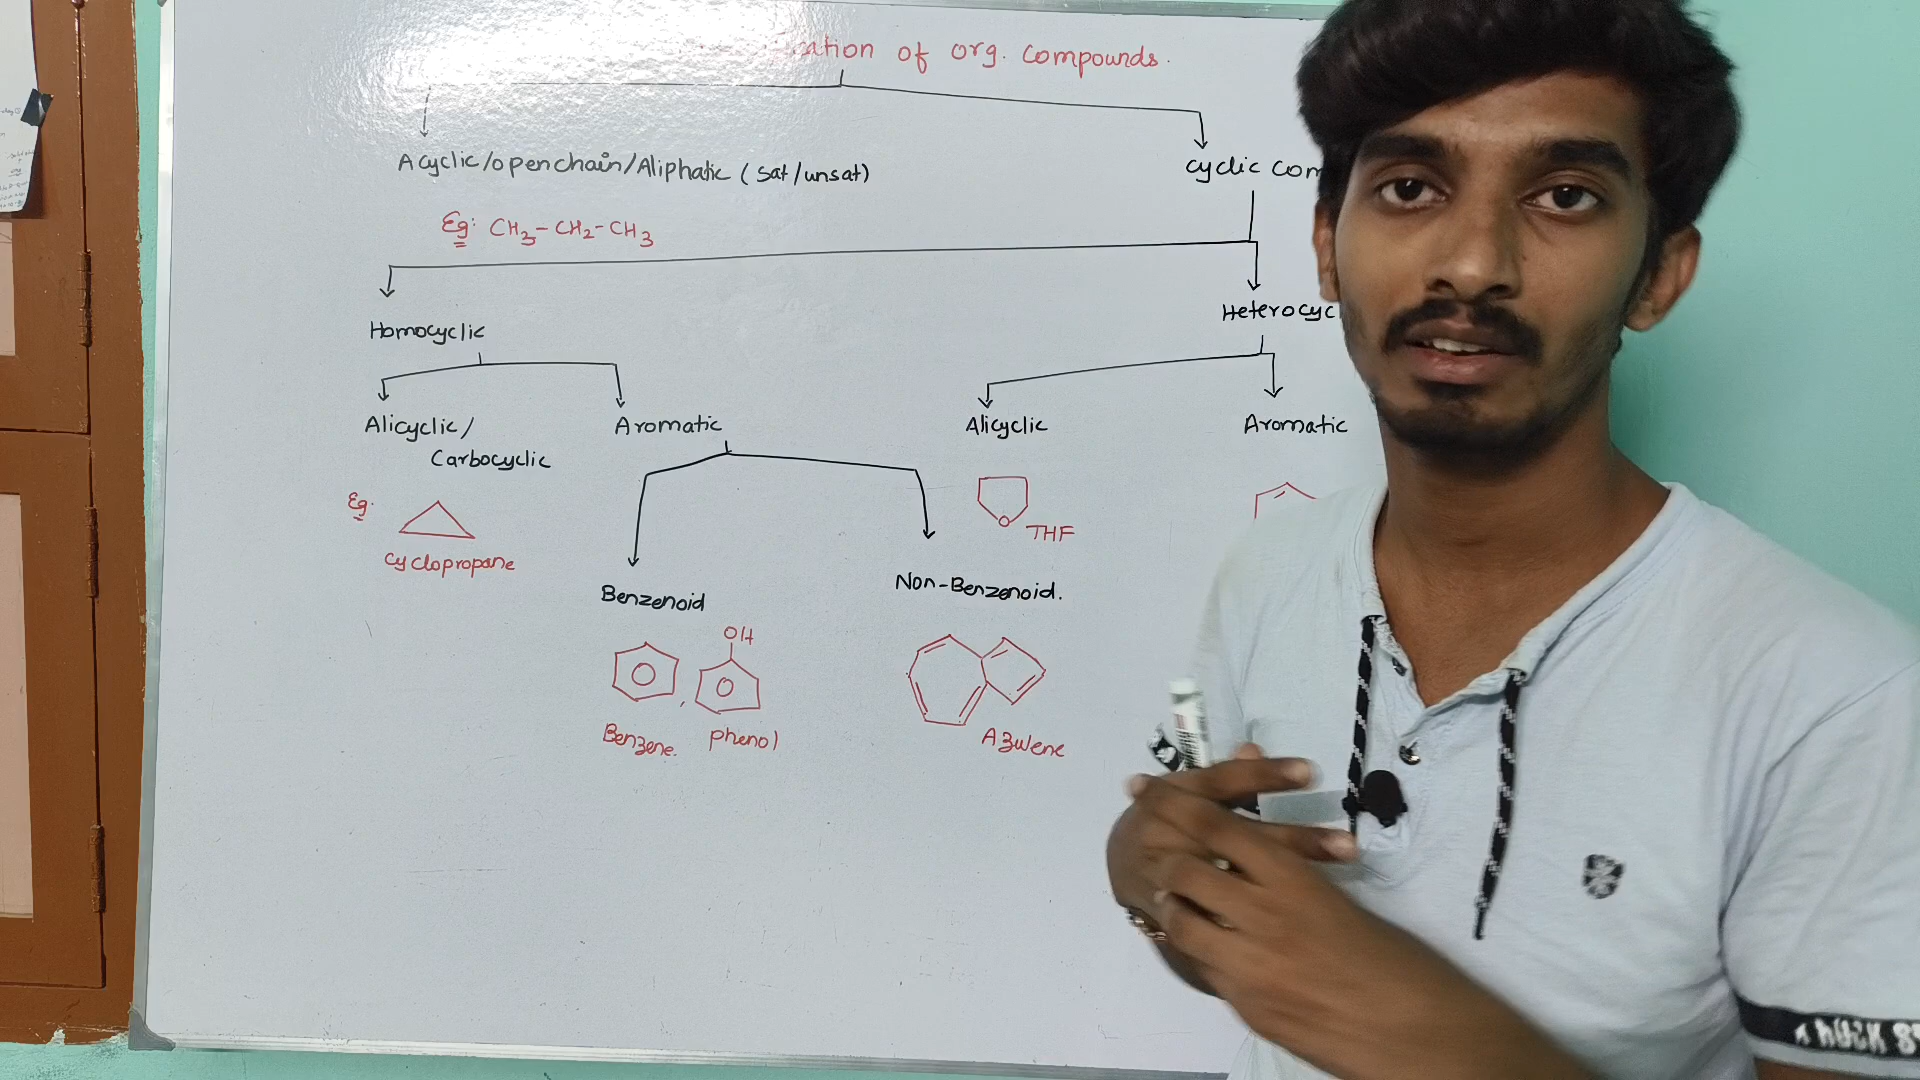 ation of org. compounds.
Acyclic/openchain/Aliphatic (sat/unsat)
cyclic com
Eg: CH3-CH2-CH3
Homocyclic
Heterocyc
Alicyclic/
Carbocyclic
Aromatic
Alicyclic
Aromatic
Eg.
cyclopropane
THF
Benzenoid
Non-Benzenoid.
OH
Benzene.
,
phenol
Azulene